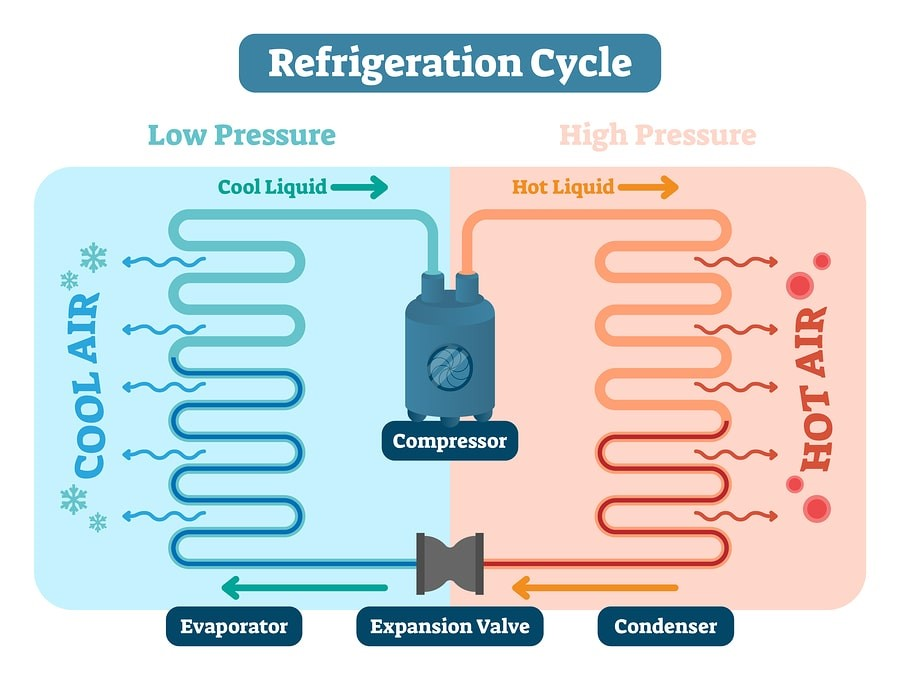 Refrigeration Cycle
Low Pressure
High Pressure
Cool Liquid
Hot Liquid
COOL AIR
HOT AIR
Compressor
Evaporator
Expansion Valve
Condenser